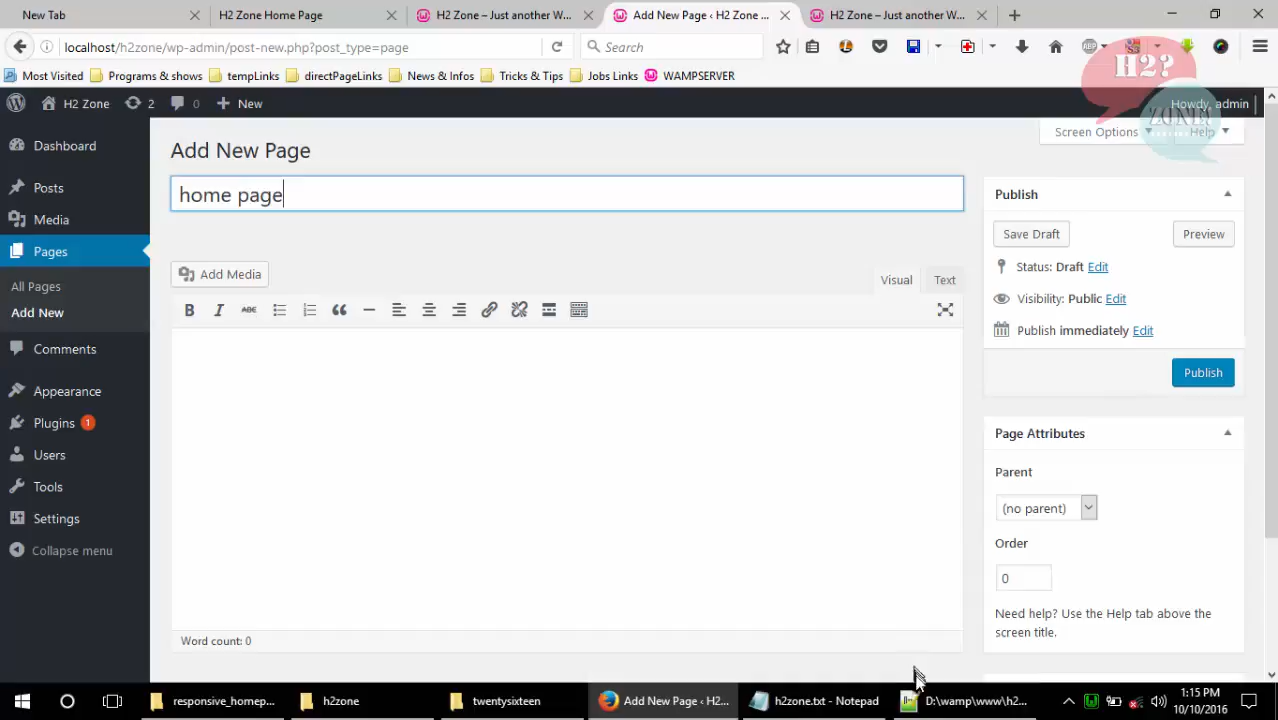 New Tab
H2 Zone Home Page
H2 Zone – Just another W...
Add New Page ‹ H2 Zone ...
H2 Zone – Just another W...
localhost/h2zone/wp-admin/post-new.php?post_type=page
Search
ABP
Most Visited
Programs & shows
tempLinks
directPageLinks
News & Infos
Tricks & Tips
Jobs Links
WAMPSERVER
H2?
ZONE!
H2 Zone
2
0
New
Howdy, admin
Dashboard
Posts
Media
Pages
All Pages
Add New
Comments
Appearance
Plugins 1
Users
Tools
Settings
Collapse menu
Screen Options
Help
Add New Page
home page
Add Media
Visual
Text
B I ABC
Word count: 0
Publish
Save Draft
Preview
Status: Draft Edit
Visibility: Public Edit
Publish immediately Edit
Publish
Page Attributes
Parent
(no parent)
Order
0
Need help? Use the Help tab above the
screen title.
responsive_homep...
h2zone
twentysixteen
Add New Page ‹ H2...
h2zone.txt - Notepad
D:\wamp\www\h2...
1:15 PM
10/10/2016